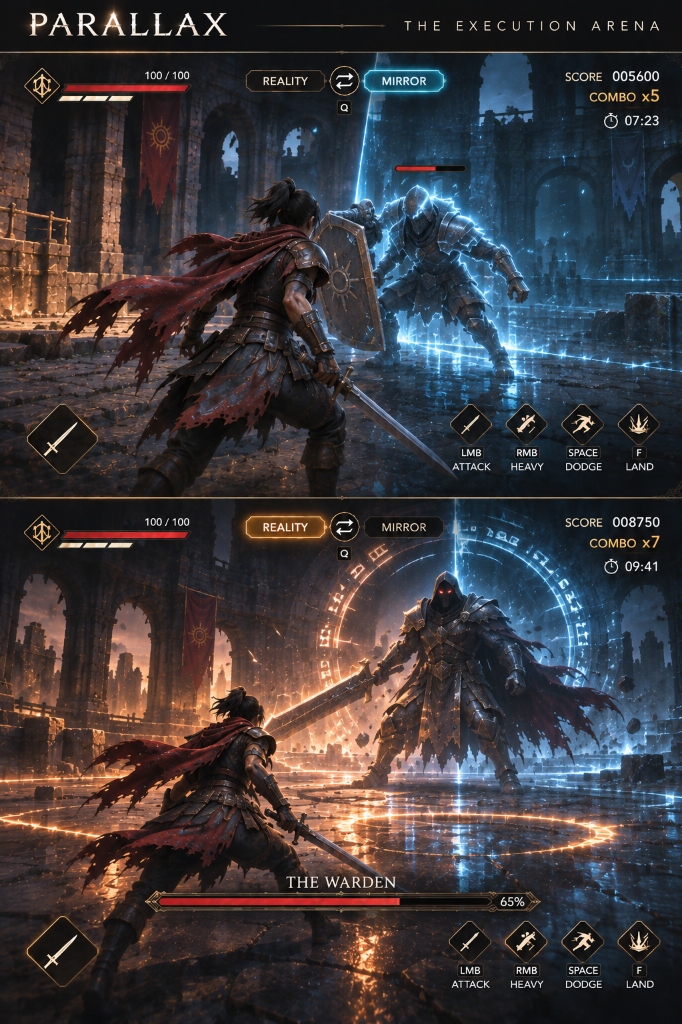 PARALLAX
THE EXECUTION ARENA
100 / 100
REALITY
MIRROR
Q
SCORE 005600
COMBO x5
07:23
LMB
ATTACK
RMB
HEAVY
SPACE
DODGE
F
LAND
100 / 100
REALITY
MIRROR
Q
SCORE 008750
COMBO x7
09:41
THE WARDEN
65%
LMB
ATTACK
RMB
HEAVY
SPACE
DODGE
F
LAND